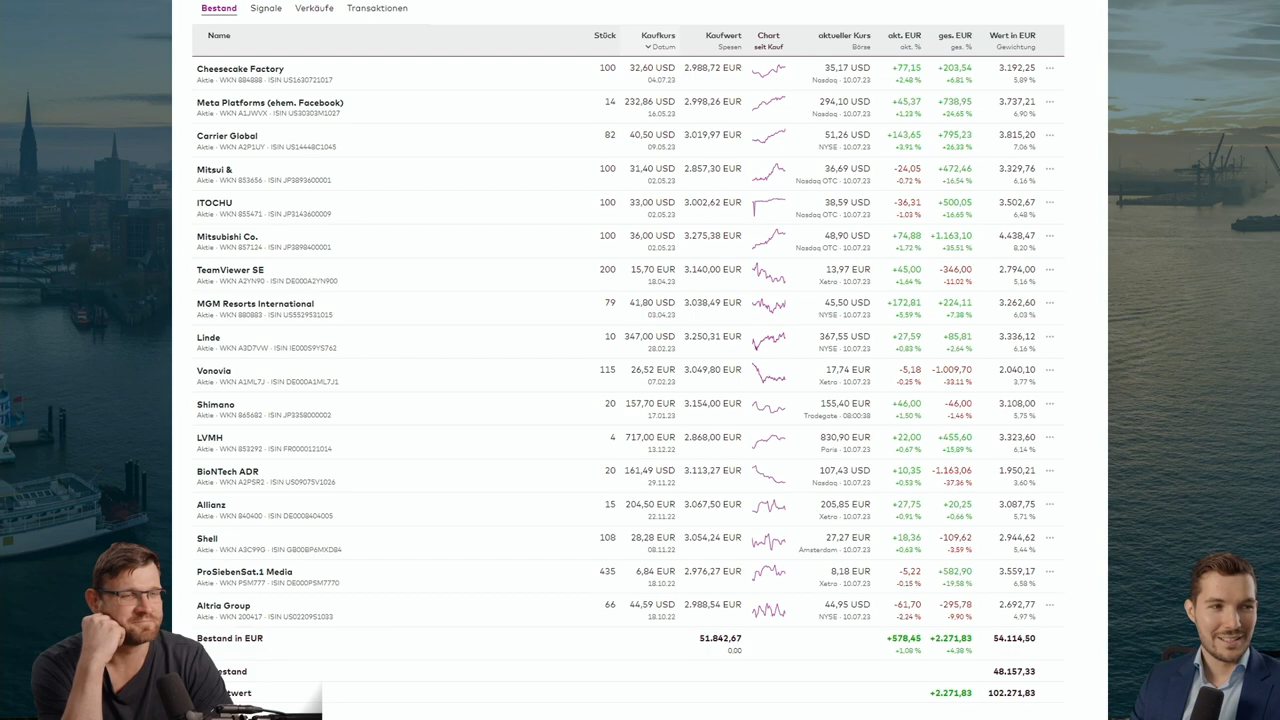 Bestand Signale Verkäufe Transaktionen
Name Stück Kaufkurs Kaufwert Chart aktueller Kurs akt. EUR ges. EUR Wert in EUR
Datum Spesen seit Kauf Börse akt. % ges. % Gewichtung
Cheesecake Factory 100 32,60 USD 2.988,72 EUR 35,17 USD +77,15 +203,54 3.192,25
Aktie · WKN 884888 · ISIN US1630721017 04.07.23 Nasdaq · 10.07.23 +2,48 % +6,81 % 5,89 %
Meta Platforms (ehem. Facebook) 14 232,86 USD 2.998,26 EUR 294,10 USD +45,37 +738,95 3.737,21
Aktie · WKN A1JWVX · ISIN US30303M1027 16.05.23 Nasdaq · 10.07.23 +1,23 % +24,65 % 6,90 %
Carrier Global 82 40,50 USD 3.019,97 EUR 51,26 USD +143,65 +795,23 3.815,20
Aktie · WKN A2P1UY · ISIN US14448C1045 09.05.23 NYSE · 10.07.23 +3,91 % +26,33 % 7,06 %
Mitsui & 100 31,40 USD 2.857,30 EUR 36,69 USD -24,05 +472,46 3.329,76
Aktie · WKN 853656 · ISIN JP3893600001 02.05.23 Nasdaq OTC · 10.07.23 -0,72 % +16,54 % 6,16 %
ITOCHU 100 33,00 USD 3.002,62 EUR 38,59 USD -36,31 +500,05 3.502,67
Aktie · WKN 855471 · ISIN JP3143600009 02.05.23 Nasdaq OTC · 10.07.23 -1,03 % +16,65 % 6,48 %
Mitsubishi Co. 100 36,00 USD 3.275,38 EUR 48,90 USD +74,88 +1.163,10 4.438,47
Aktie · WKN 857124 · ISIN JP3898400001 02.05.23 Nasdaq OTC · 10.07.23 +1,72 % +35,51 % 8,20 %
TeamViewer SE 200 15,70 EUR 3.140,00 EUR 13,97 EUR +45,00 -346,00 2.794,00
Aktie · WKN A2YN90 · ISIN DE000A2YN900 18.04.23 Xetra · 10.07.23 +1,64 % -11,02 % 5,16 %
MGM Resorts International 79 41,80 USD 3.038,49 EUR 45,50 USD +172,81 +224,11 3.262,60
Aktie · WKN 880883 · ISIN US5529531015 03.04.23 NYSE · 10.07.23 +5,59 % +7,38 % 6,03 %
Linde 10 347,00 USD 3.250,31 EUR 367,55 USD +27,59 +85,81 3.336,12
Aktie · WKN A3D7VW · ISIN IE000S9YS762 28.02.23 NYSE · 10.07.23 +0,83 % +2,64 % 6,16 %
Vonovia 115 26,52 EUR 3.049,80 EUR 17,74 EUR -5,18 -1.009,70 2.040,10
Aktie · WKN A1ML7J · ISIN DE000A1ML7J1 07.02.23 Xetra · 10.07.23 -0,25 % -33,11 % 3,77 %
Shimano 20 157,70 EUR 3.154,00 EUR 155,40 EUR +46,00 -46,00 3.108,00
Aktie · WKN 865682 · ISIN JP3358000002 17.01.23 Tradegate · 08:00:38 +1,50 % -1,46 % 5,75 %
LVMH 4 717,00 EUR 2.868,00 EUR 830,90 EUR +22,00 +455,60 3.323,60
Aktie · WKN 853292 · ISIN FR0000121014 13.12.22 Paris · 10.07.23 +0,67 % +15,89 % 6,14 %
BioNTech ADR 20 161,49 USD 3.113,27 EUR 107,43 USD +10,35 -1.163,06 1.950,21
Aktie · WKN A2PSR2 · ISIN US09075V1026 29.11.22 Nasdaq · 10.07.23 +0,53 % -37,36 % 3,60 %
Allianz 15 204,50 EUR 3.067,50 EUR 205,85 EUR +27,75 +20,25 3.087,75
Aktie · WKN 840400 · ISIN DE0008404005 22.11.22 Xetra · 10.07.23 +0,91 % +0,66 % 5,71 %
Shell 108 28,28 EUR 3.054,24 EUR 27,27 EUR +18,36 -109,62 2.944,62
Aktie · WKN A3C99G · ISIN GB00BP6MXD84 08.11.22 Amsterdam · 10.07.23 +0,63 % -3,59 % 5,44 %
ProSiebenSat.1 Media 435 6,84 EUR 2.976,27 EUR 8,18 EUR -5,22 +582,90 3.559,17
Aktie · WKN PSM777 · ISIN DE000PSM7770 18.10.22 Xetra · 10.07.23 -0,15 % +19,58 % 6,58 %
Altria Group 66 44,59 USD 2.988,54 EUR 44,95 USD -61,70 -295,78 2.692,77
Aktie · WKN 200417 · ISIN US02209S1033 18.10.22 NYSE · 10.07.23 -2,24 % -9,90 % 4,97 %
Bestand in EUR 51.842,67 +578,45 +2.271,83 54.114,50
0,00 +1,08 % +4,38 %
estand 48.157,33
twert +2.271,83 102.271,83